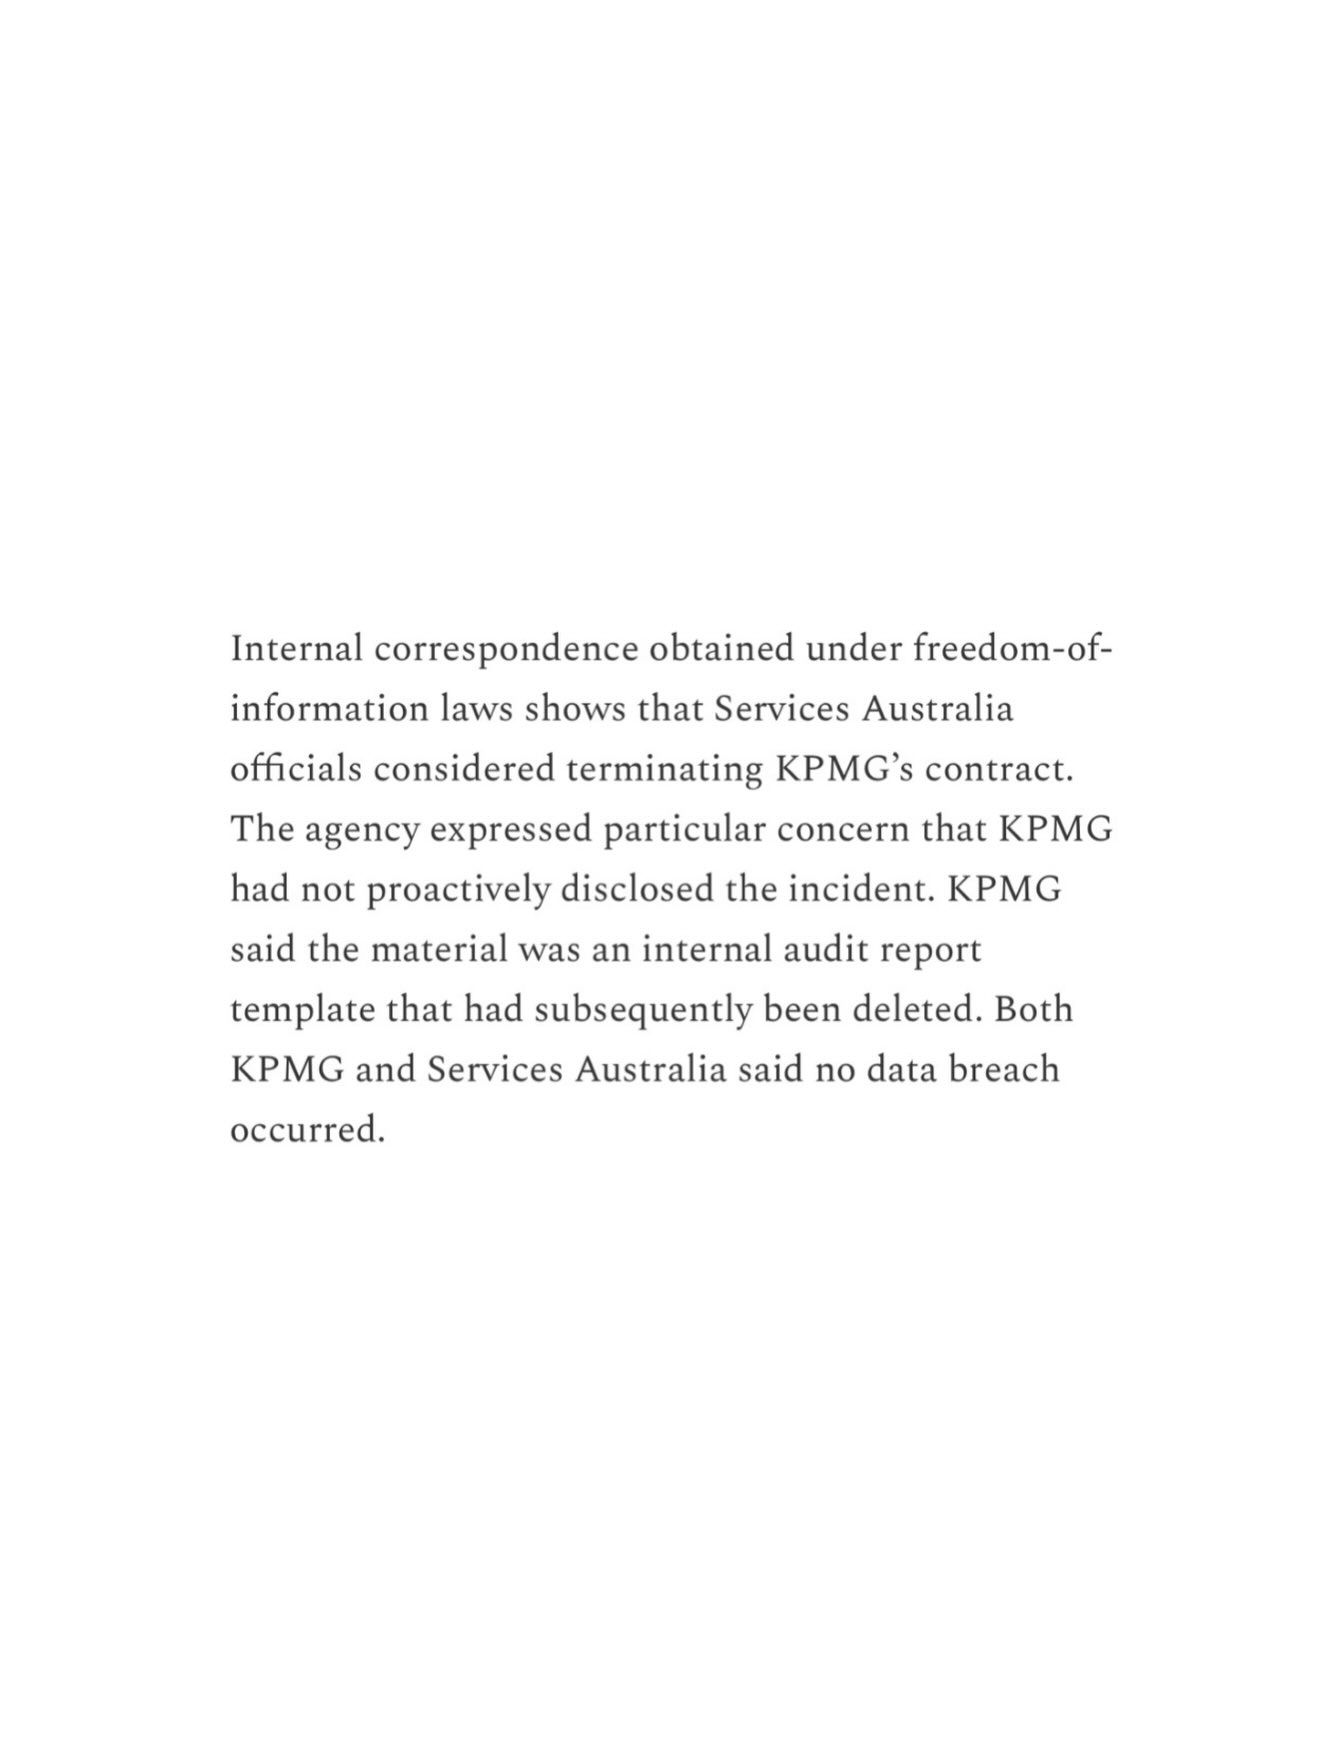 Internal correspondence obtained under freedom-of-
information laws shows that Services Australia
officials considered terminating KPMG’s contract.
The agency expressed particular concern that KPMG
had not proactively disclosed the incident. KPMG
said the material was an internal audit report
template that had subsequently been deleted. Both
KPMG and Services Australia said no data breach
occurred.